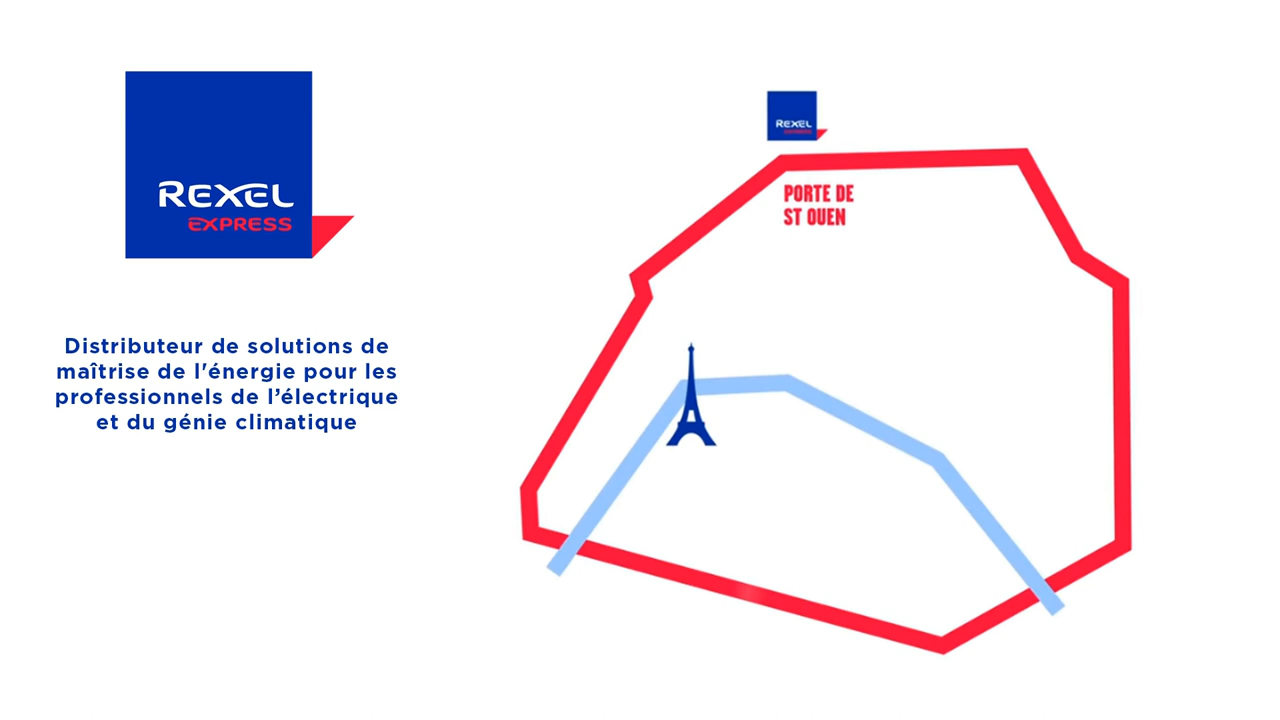 REXEL
EXPRESS
Distributeur de solutions de
maîtrise de l'énergie pour les
professionnels de l’électrique
et du génie climatique
REXEL
EXPRESS
PORTE DE
ST OUEN